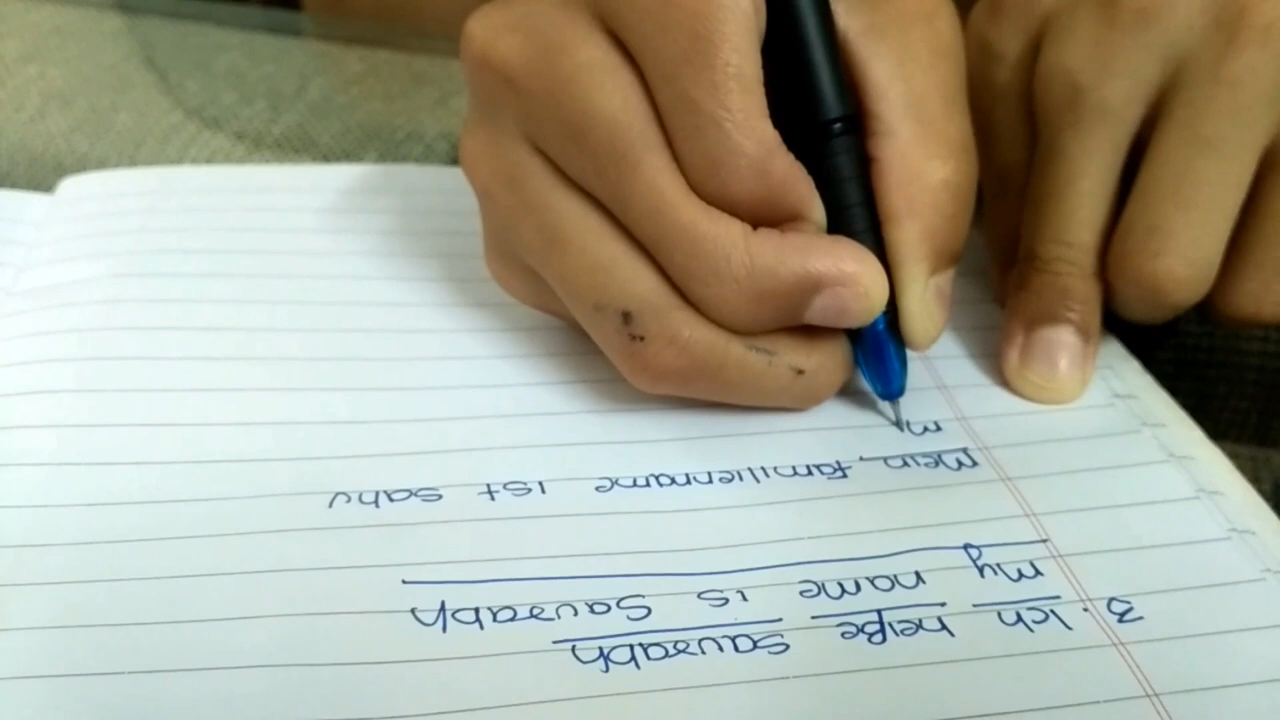 3. Ich heiße Saurabh
My name is Saurabh
Mein, familienname ist Sahu
m